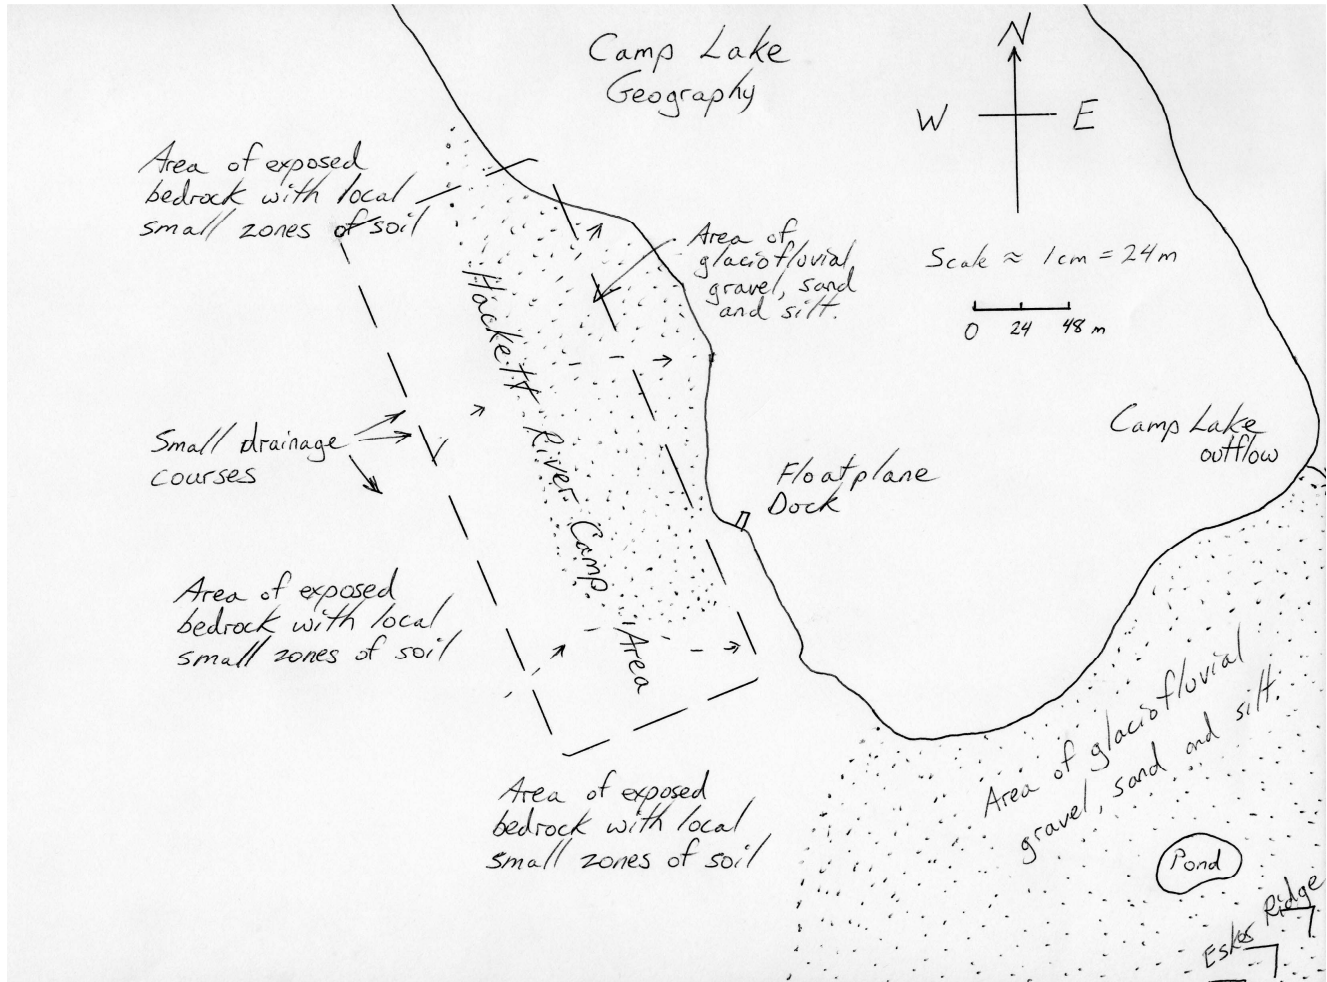 Camp Lake
Geography
N
W E
Area of exposed
bedrock with local
small zones of soil
Area of
glaciofluvial
gravel, sand
and silt.
Scale ≈ 1cm = 24m
0 24 48 m
Hackett River Camp Area
Small drainage
courses
Camp Lake
outflow
Floatplane
Dock
Area of exposed
bedrock with local
small zones of soil
Area of glaciofluvial
gravel, sand and silt.
Area of exposed
bedrock with local
small zones of soil
Pond
Esker Ridge